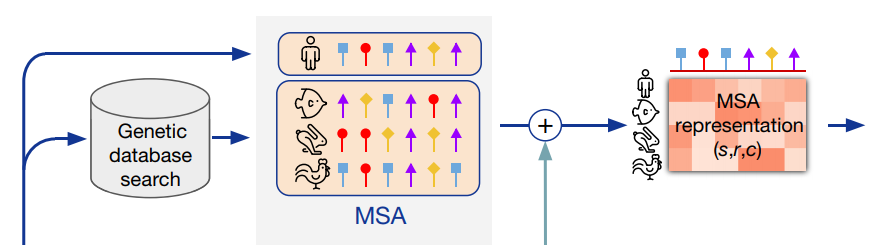 Genetic
database
search
MSA
+
MSA
representation
(s,r,c)